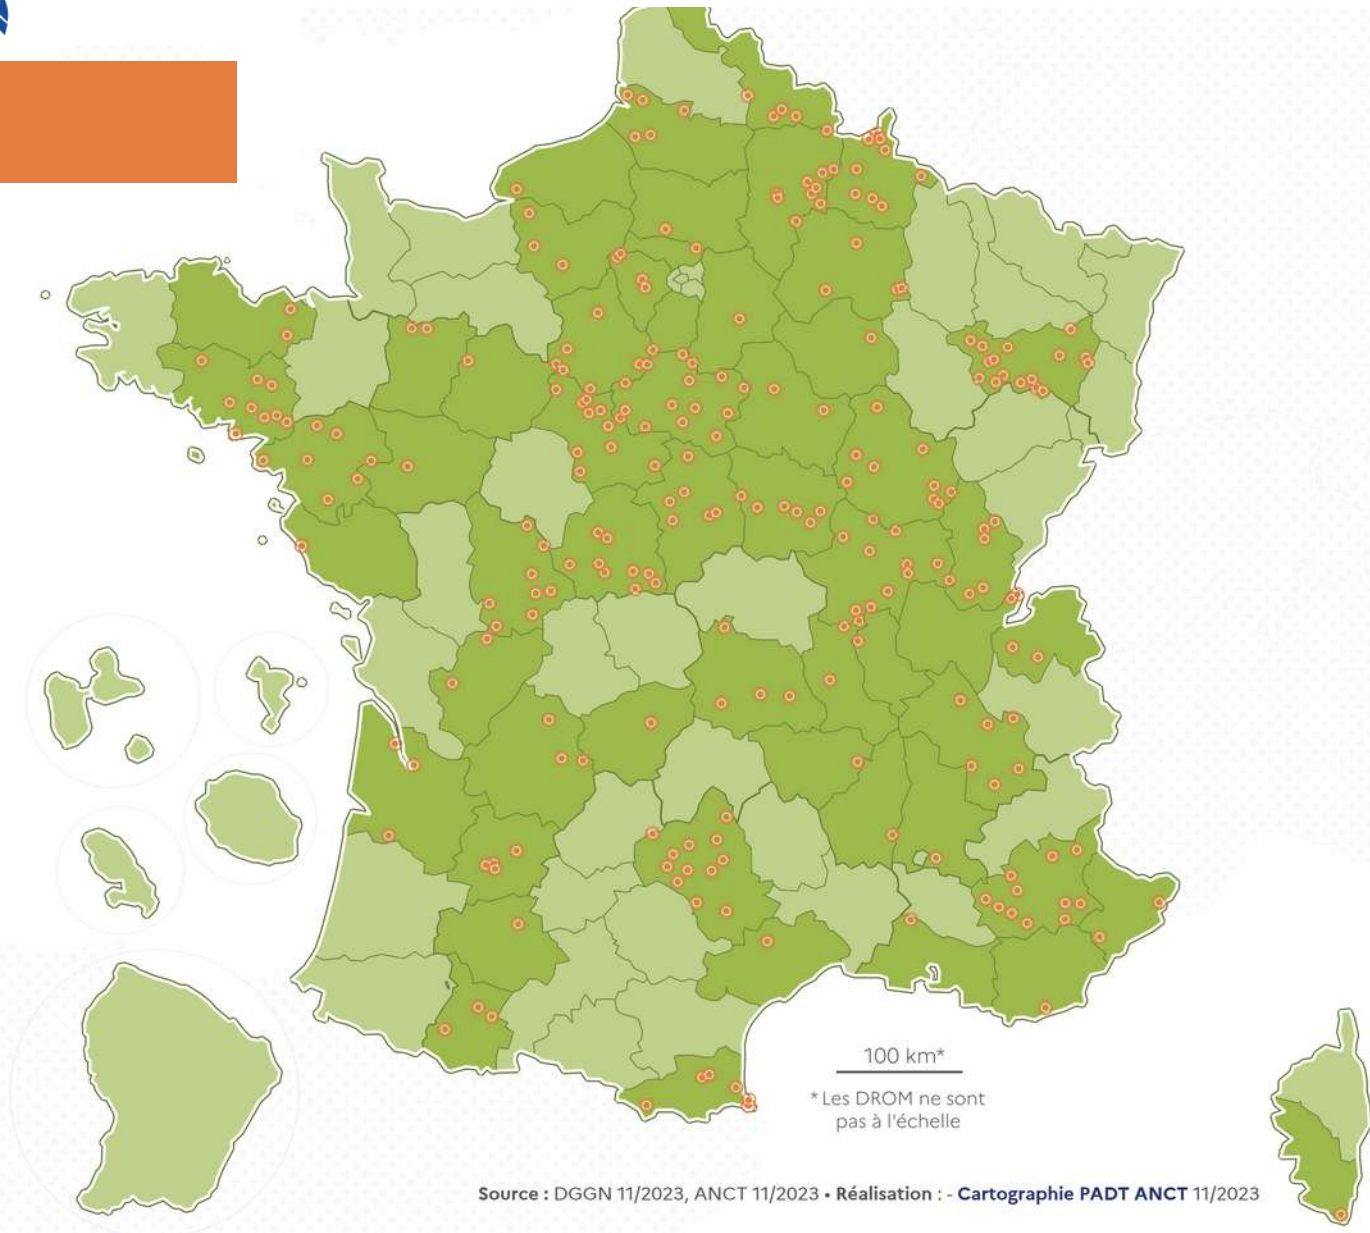 100 km*
* Les DROM ne sont
pas à l'échelle
Source : DGGN 11/2023, ANCT 11/2023 • Réalisation : - Cartographie PADT ANCT 11/2023